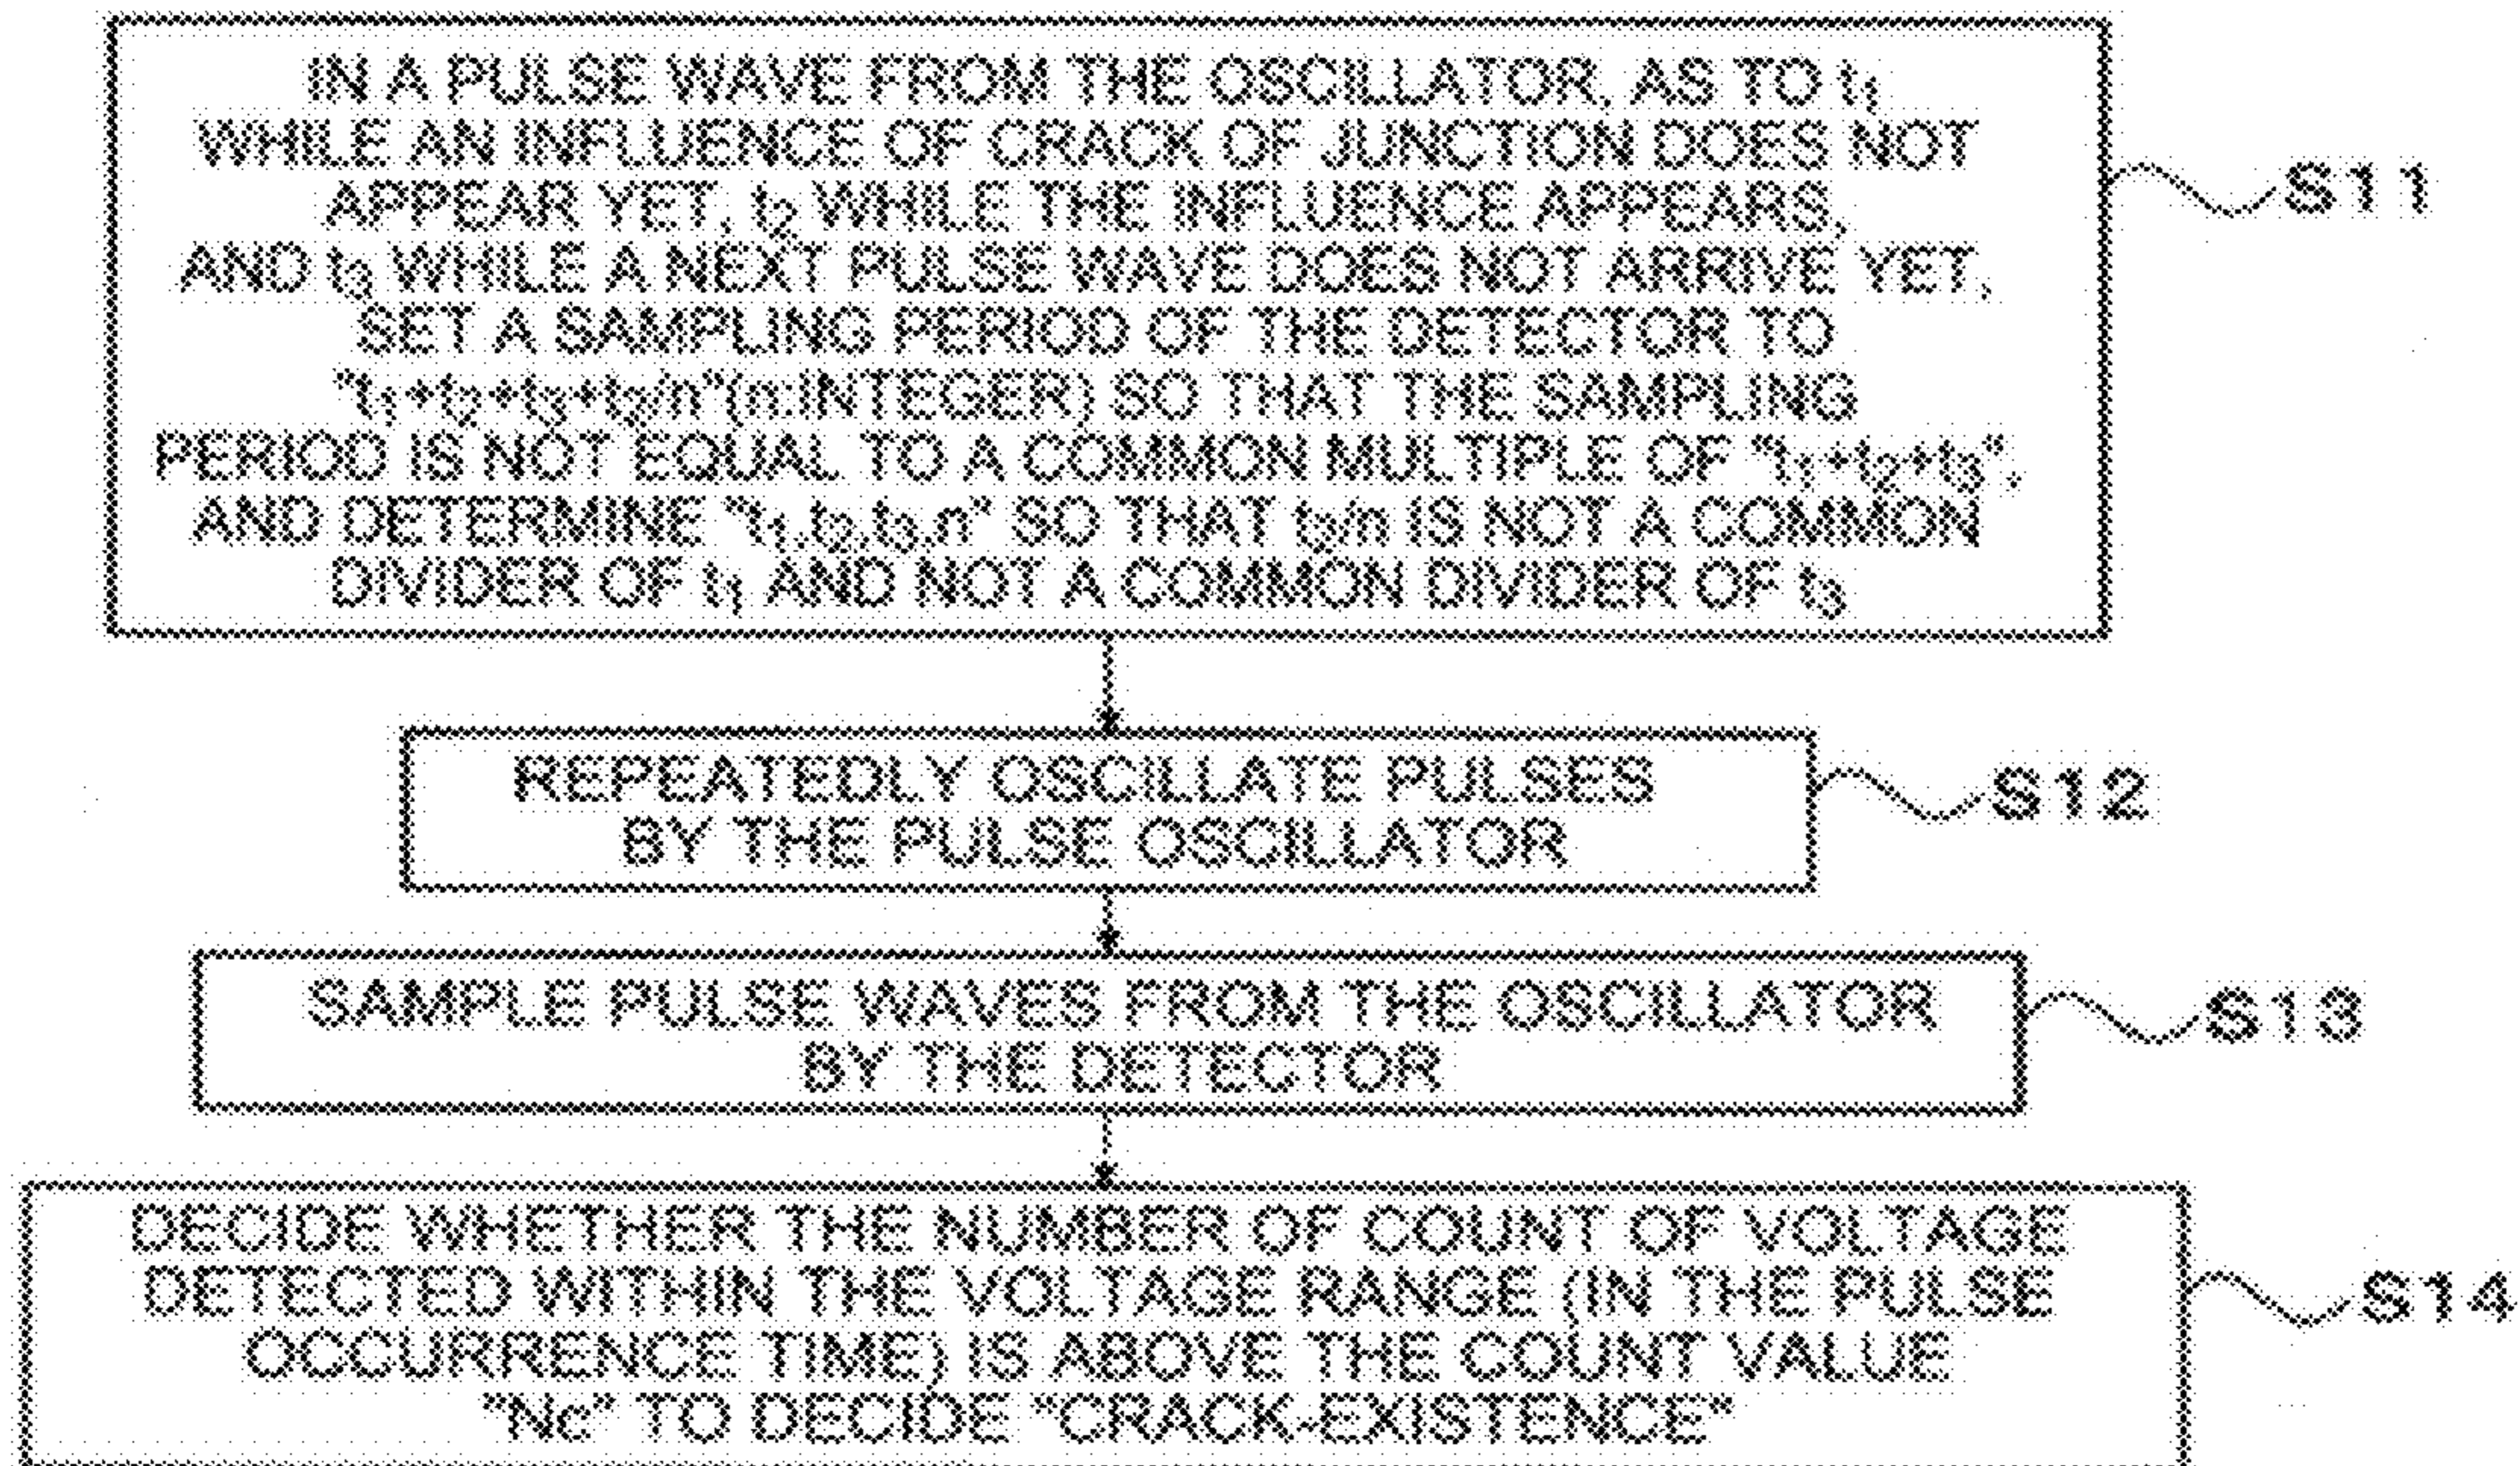 IN A PULSE WAVE FROM THE OSCILLATOR, AS TO t₁
WHILE AN INFLUENCE OF CRACK OF JUNCTION DOES NOT
APPEAR YET, t₂ WHILE THE INFLUENCE APPEARS,
AND t₃ WHILE A NEXT PULSE WAVE DOES NOT ARRIVE YET,
SET A SAMPLING PERIOD OF THE DETECTOR TO
"t₁+t₂+t₃+t₂/n"(n:INTEGER) SO THAT THE SAMPLING
PERIOD IS NOT EQUAL TO A COMMON MULTIPLE OF "t₁+t₂+t₃",
AND DETERMINE "t₁,t₂,t₃,n" SO THAT t₂/n IS NOT A COMMON
DIVIDER OF t₁ AND NOT A COMMON DIVIDER OF t₃
S11
REPEATEDLY OSCILLATE PULSES
BY THE PULSE OSCILLATOR
S12
SAMPLE PULSE WAVES FROM THE OSCILLATOR
BY THE DETECTOR
S13
DECIDE WHETHER THE NUMBER OF COUNT OF VOLTAGE
DETECTED WITHIN THE VOLTAGE RANGE (IN THE PULSE
OCCURRENCE TIME) IS ABOVE THE COUNT VALUE
"Nc" TO DECIDE "CRACK-EXISTENCE"
S14